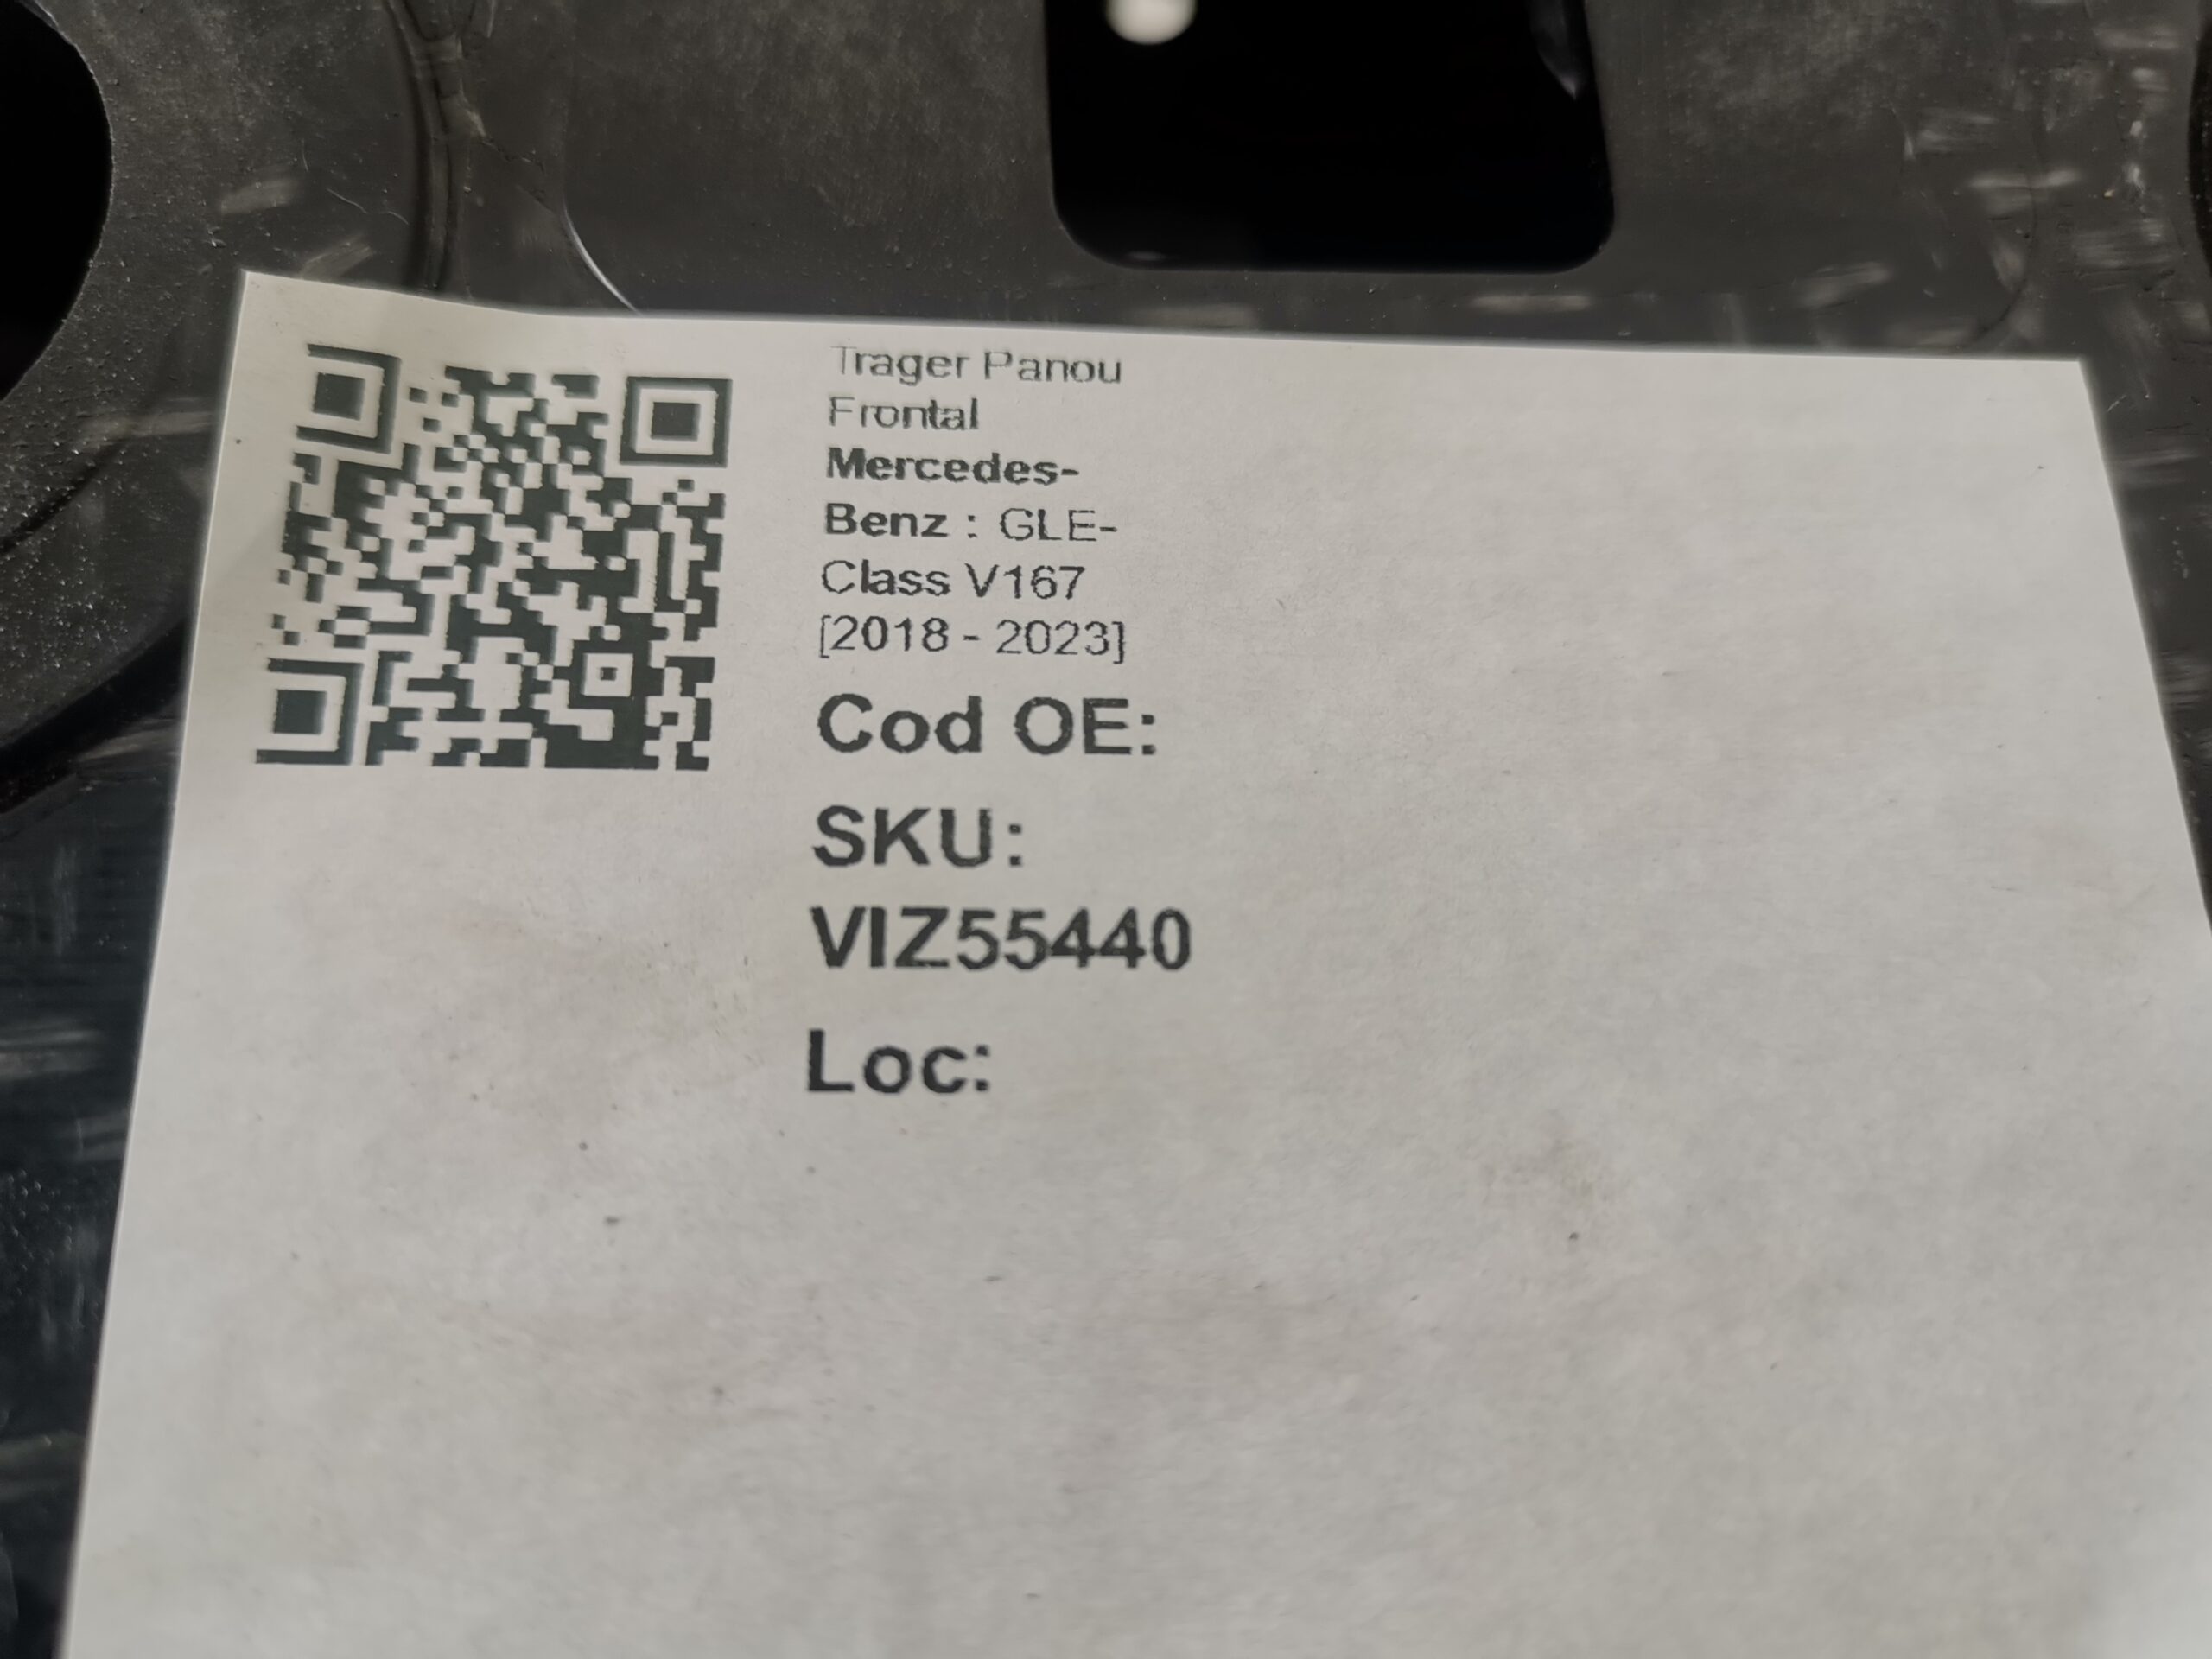 Trager Panou
Frontal
Mercedes-
Benz : GLE-
Class V167
[2018 - 2023]
Cod OE:
SKU:
VIZ55440
Loc: